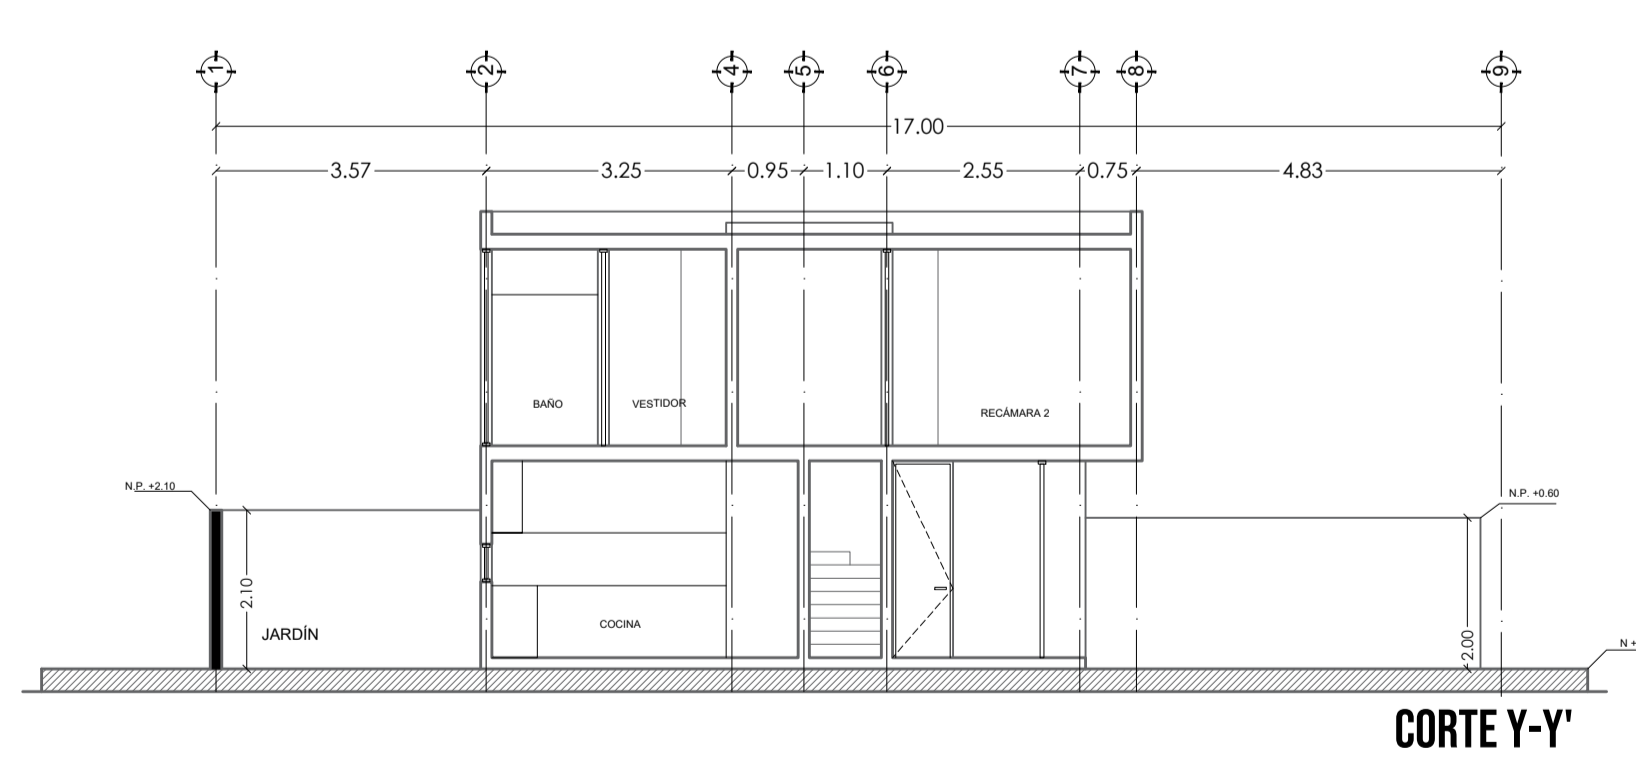 1 2 4 5 6 7 8 9
17.00
3.57 3.25 0.95 1.10 2.55 0.75 4.83
BAÑO VESTIDOR RECÁMARA 2
N.P. +2.10 N.P. +0.60
2.10 JARDÍN COCINA 2.00 N +
CORTE Y-Y'